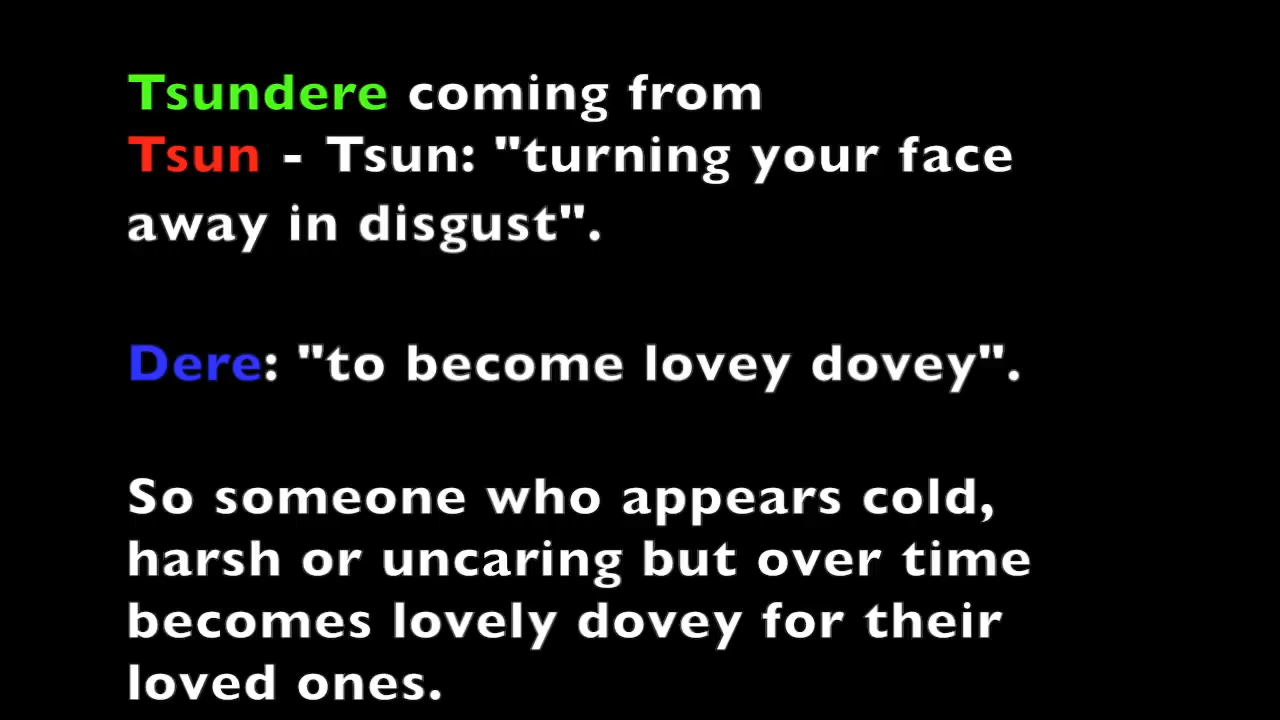 Tsundere coming from
Tsun - Tsun: "turning your face
away in disgust".
Dere: "to become lovey dovey".
So someone who appears cold,
harsh or uncaring but over time
becomes lovely dovey for their
loved ones.